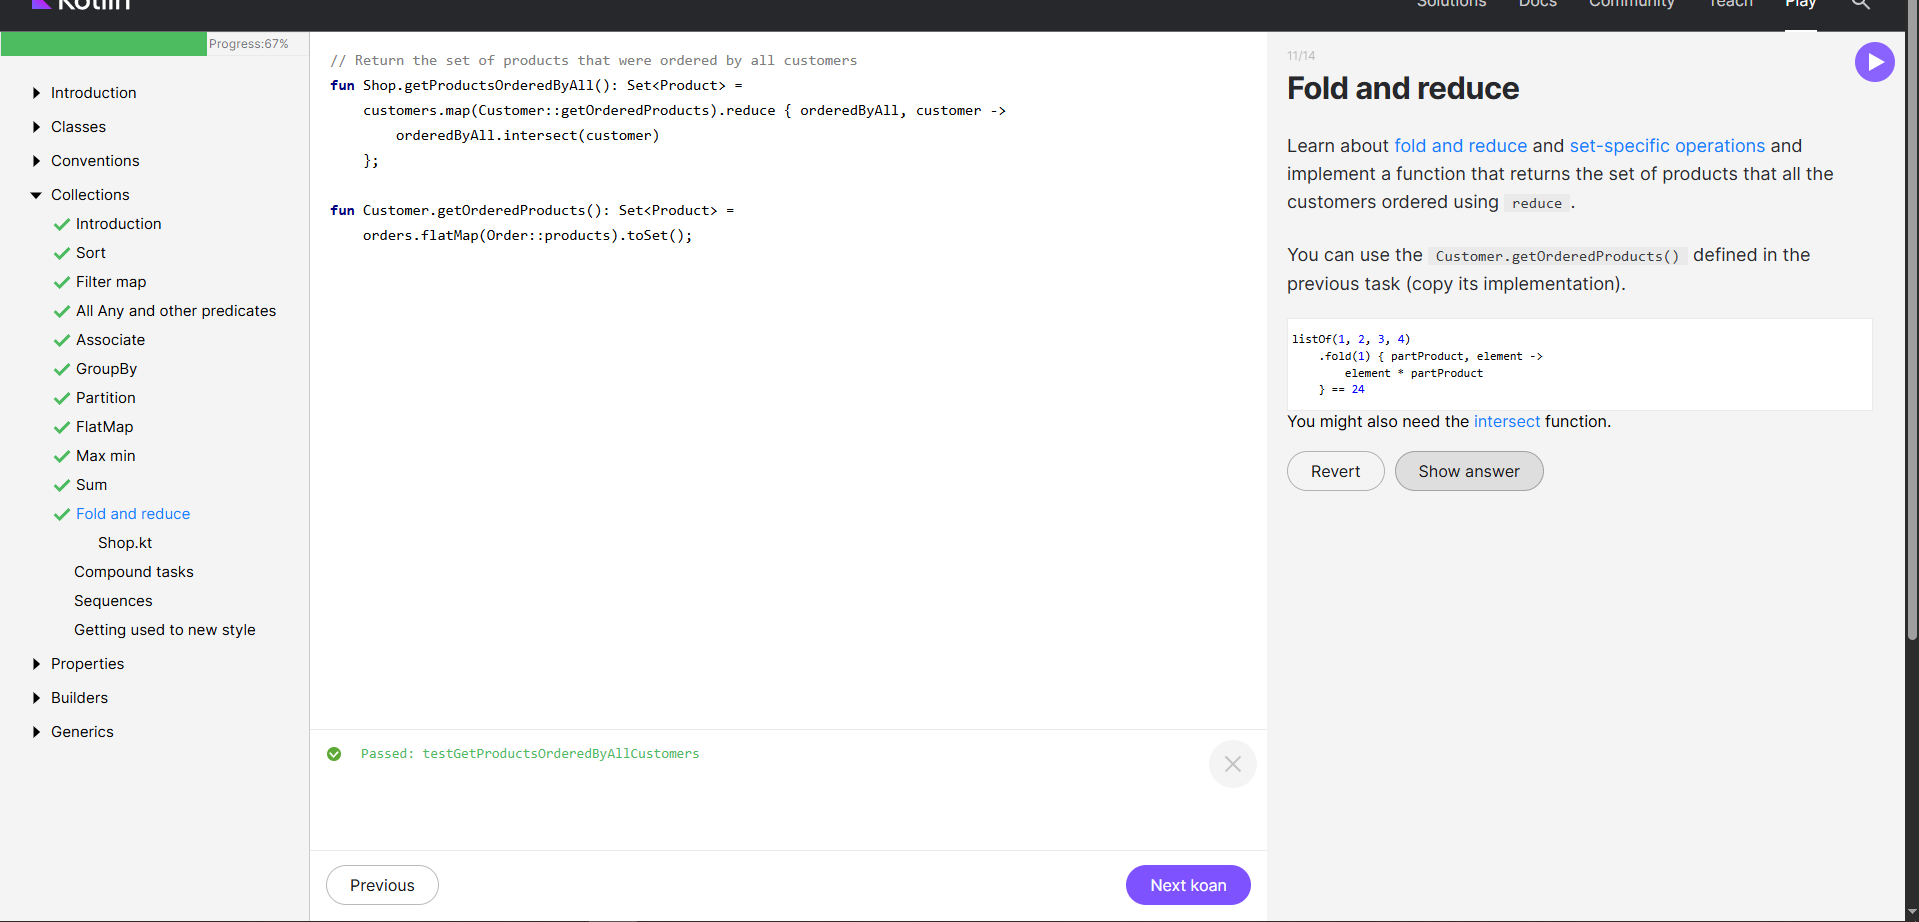 Kotlin
Solutions Docs Community Teach Play
Progress:67%
Introduction
Classes
Conventions
Collections
Introduction
Sort
Filter map
All Any and other predicates
Associate
GroupBy
Partition
FlatMap
Max min
Sum
Fold and reduce
Shop.kt
Compound tasks
Sequences
Getting used to new style
Properties
Builders
Generics
// Return the set of products that were ordered by all customers
fun Shop.getProductsOrderedByAll(): Set<Product> =
    customers.map(Customer::getOrderedProducts).reduce { orderedByAll, customer ->
        orderedByAll.intersect(customer)
    };
fun Customer.getOrderedProducts(): Set<Product> =
    orders.flatMap(Order::products).toSet();
Passed: testGetProductsOrderedByAllCustomers
Previous
Next koan
11/14
Fold and reduce
Learn about fold and reduce and set-specific operations and
implement a function that returns the set of products that all the
customers ordered using reduce .
You can use the Customer.getOrderedProducts() defined in the
previous task (copy its implementation).
listOf(1, 2, 3, 4)
    .fold(1) { partProduct, element ->
        element * partProduct
    } == 24
You might also need the intersect function.
Revert
Show answer